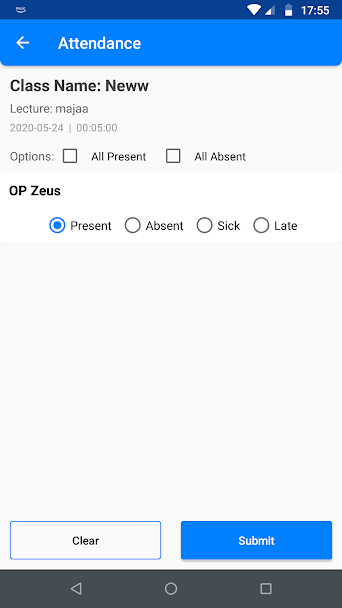 17:55
Attendance
Class Name: Neww
Lecture: majaa
2020-05-24 | 00:05:00
Options: All Present All Absent
OP Zeus
Present Absent Sick Late
Clear Submit